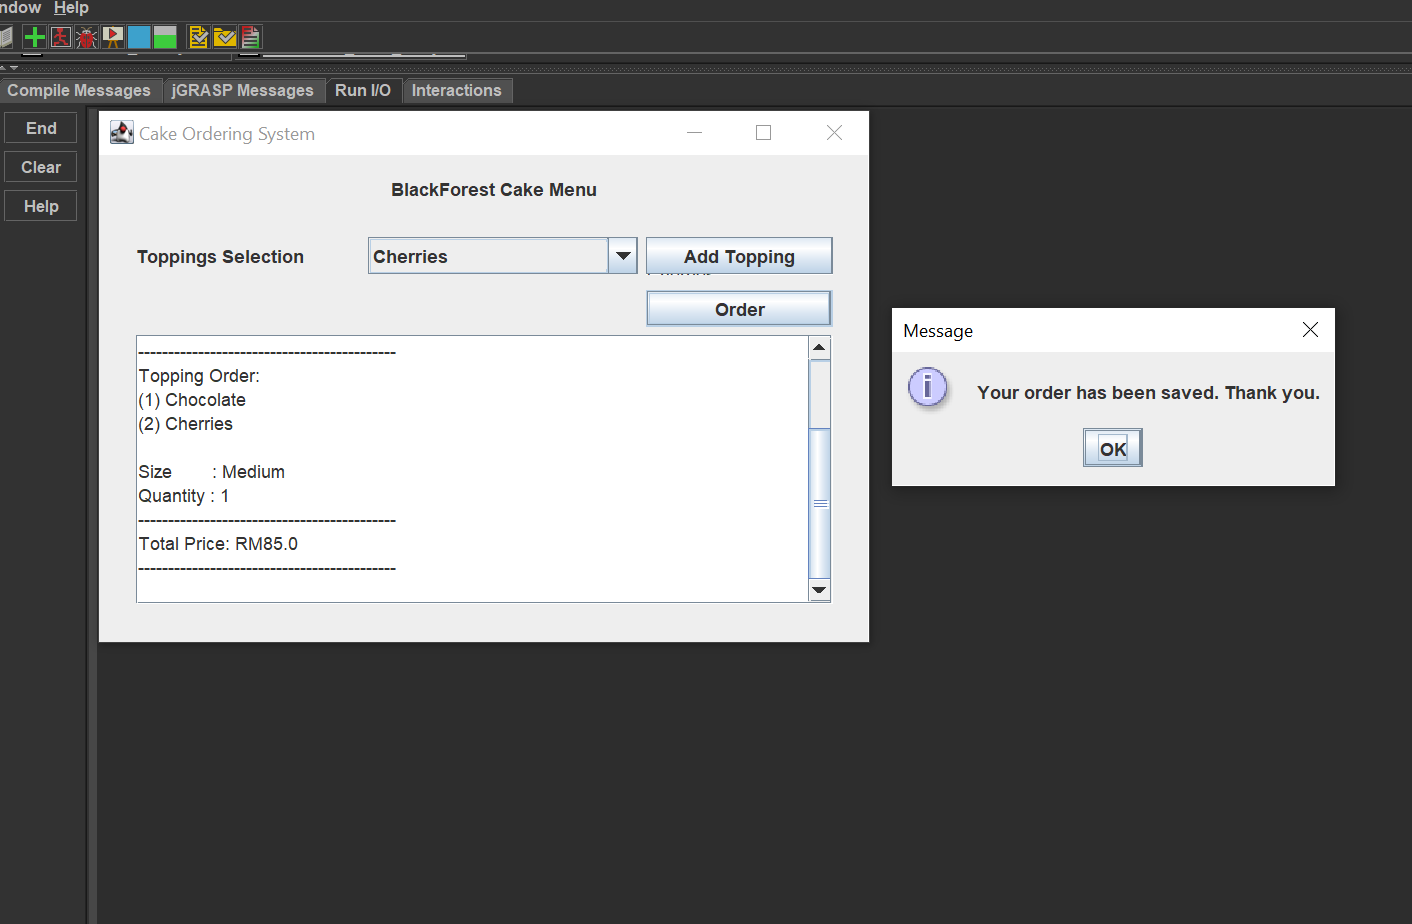 ndow Help
Compile Messages jGRASP Messages Run I/O Interactions
End
Clear
Help
Cake Ordering System
BlackForest Cake Menu
Toppings Selection Cherries Add Topping
Order
-------------------------------------------
Topping Order:
(1) Chocolate
(2) Cherries
Size : Medium
Quantity : 1
-------------------------------------------
Total Price: RM85.0
-------------------------------------------
Message
Your order has been saved. Thank you.
OK